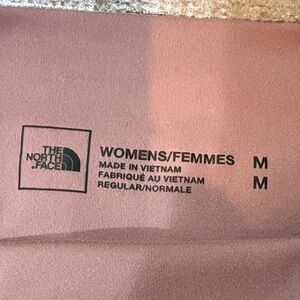 THE
NORTH
FACE
WOMENS/FEMMES M
MADE IN VIETNAM
FABRIQUÉ AU VIETNAM M
REGULAR/NORMALE